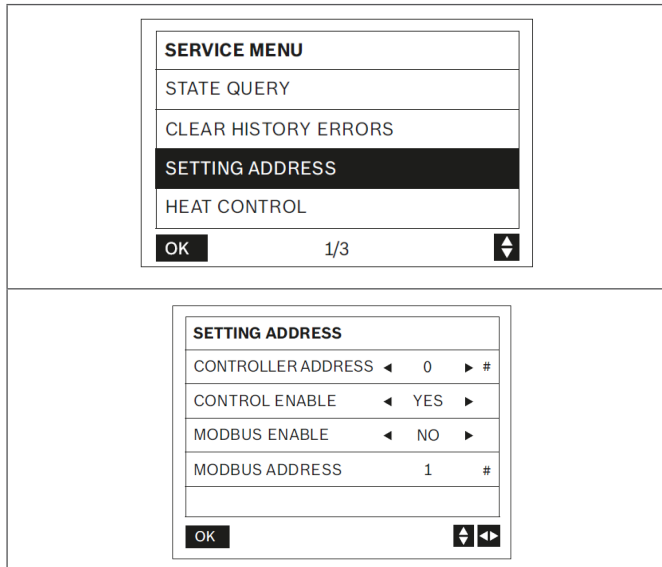 SERVICE MENU
STATE QUERY
CLEAR HISTORY ERRORS
SETTING ADDRESS
HEAT CONTROL
OK 1/3
SETTING ADDRESS
CONTROLLER ADDRESS ◀ 0 ▶ #
CONTROL ENABLE ◀ YES ▶
MODBUS ENABLE ◀ NO ▶
MODBUS ADDRESS 1 #
OK